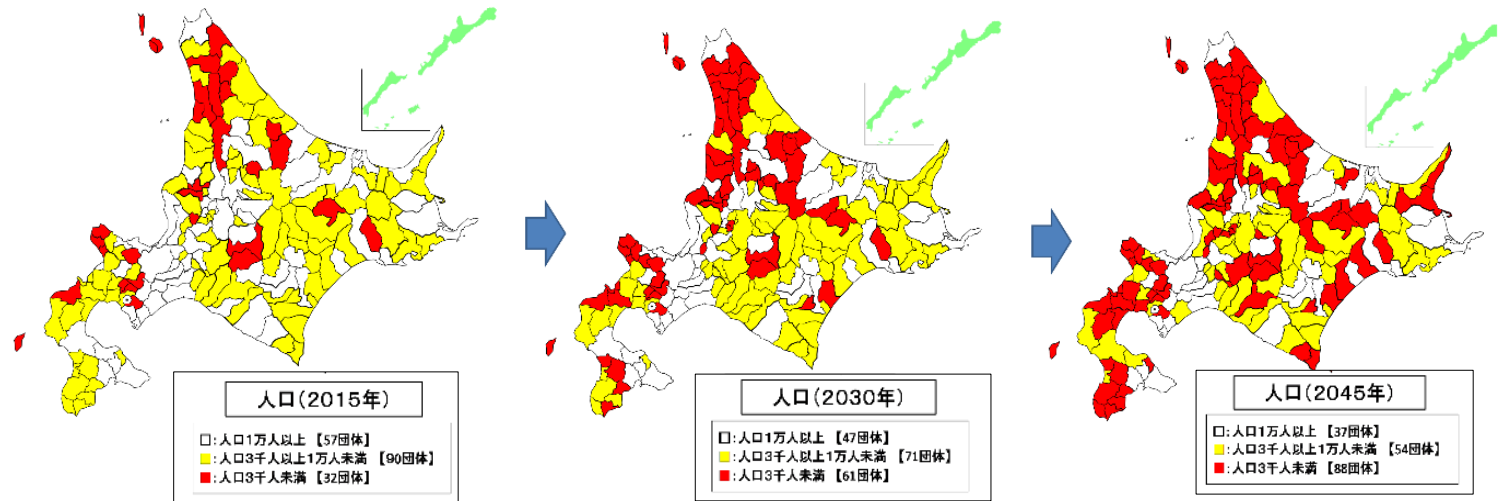 人口(2015年)
□:人口1万人以上 【57団体】
:人口3千人以上1万人未満 【90団体】
:人口3千人未満 【32団体】
人口(2030年)
□:人口1万人以上 【47団体】
:人口3千人以上1万人未満 【71団体】
:人口3千人未満 【61団体】
人口(2045年)
□:人口1万人以上 【37団体】
:人口3千人以上1万人未満 【54団体】
:人口3千人未満 【88団体】